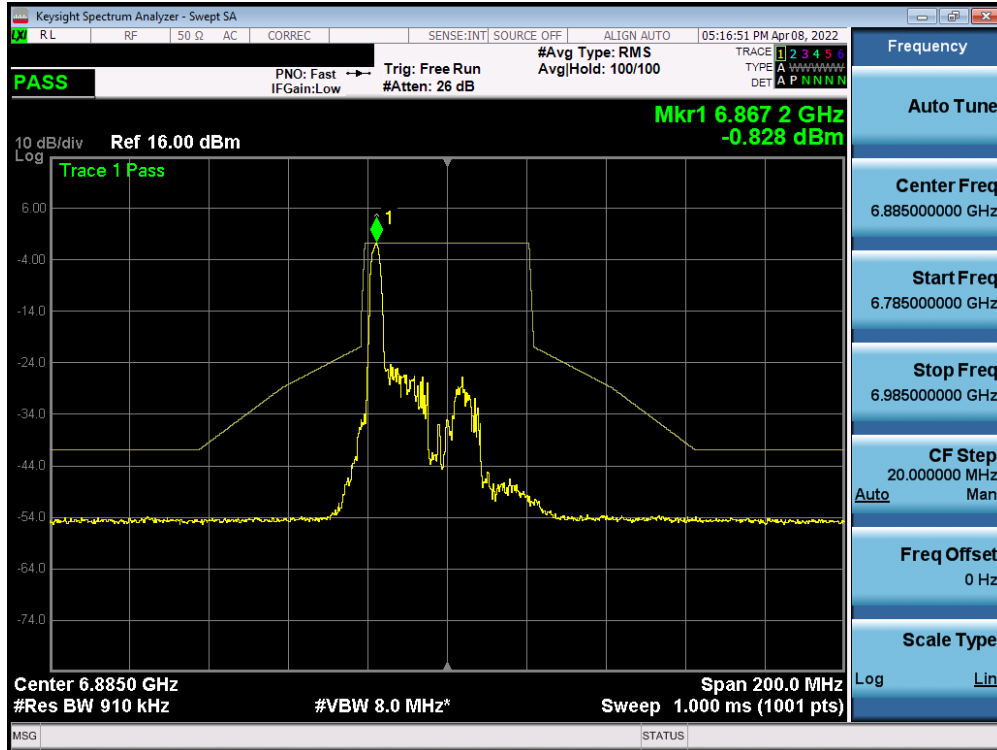 Keysight Spectrum Analyzer - Swept SA
LXI RL RF 50 Ω AC CORREC SENSE:INT SOURCE OFF ALIGN AUTO 05:16:51 PM Apr 08, 2022
PASS
PNO: Fast
IFGain:Low
Trig: Free Run
#Atten: 26 dB
#Avg Type: RMS
Avg|Hold: 100/100
TRACE 1 2 3 4 5 6
TYPE A WWWWW
DET A P N N N N
Mkr1 6.867 2 GHz
-0.828 dBm
10 dB/div
Log
Ref 16.00 dBm
Trace 1 Pass
1
6.00
-4.00
-14.0
-24.0
-34.0
-44.0
-54.0
-64.0
-74.0
Center 6.8850 GHz
#Res BW 910 kHz
#VBW 8.0 MHz*
Span 200.0 MHz
Sweep 1.000 ms (1001 pts)
MSG
STATUS
Frequency
Auto Tune
Center Freq
6.885000000 GHz
Start Freq
6.785000000 GHz
Stop Freq
6.985000000 GHz
CF Step
20.000000 MHz
Auto Man
Freq Offset
0 Hz
Scale Type
Log Lin